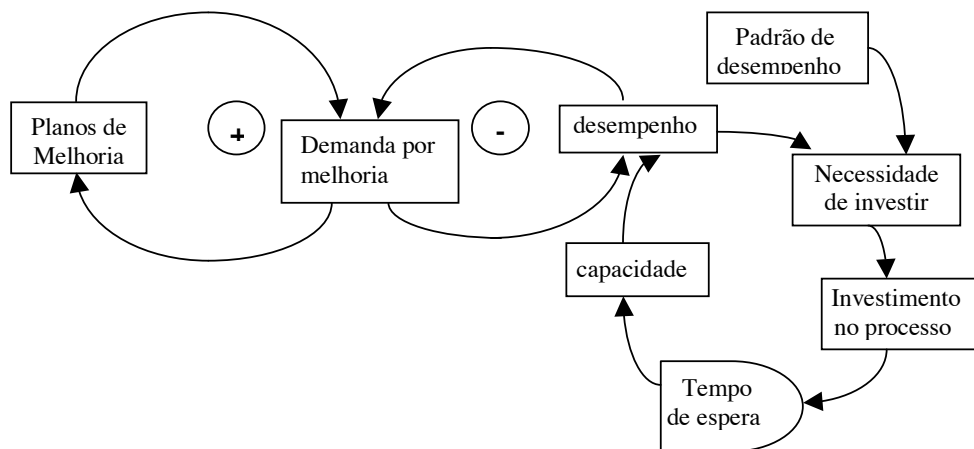 Padrão de
desempenho
Planos de
Melhoria
+
Demanda por
melhoria
-
desempenho
Necessidade
de investir
capacidade
Investimento
no processo
Tempo
de espera